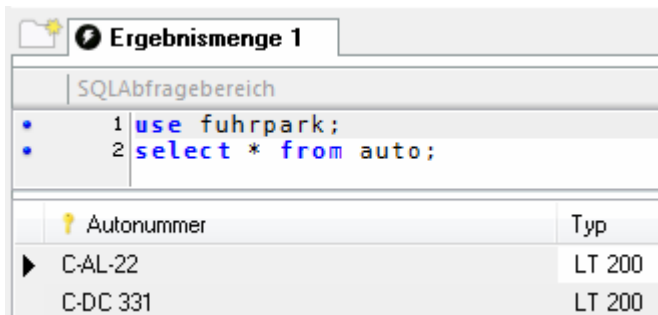 Ergebnismenge 1
SQLAbfragebereich
1 use fuhrpark;
2 select * from auto;
Autonummer Typ
C-AL-22 LT 200
C-DC 331 LT 200